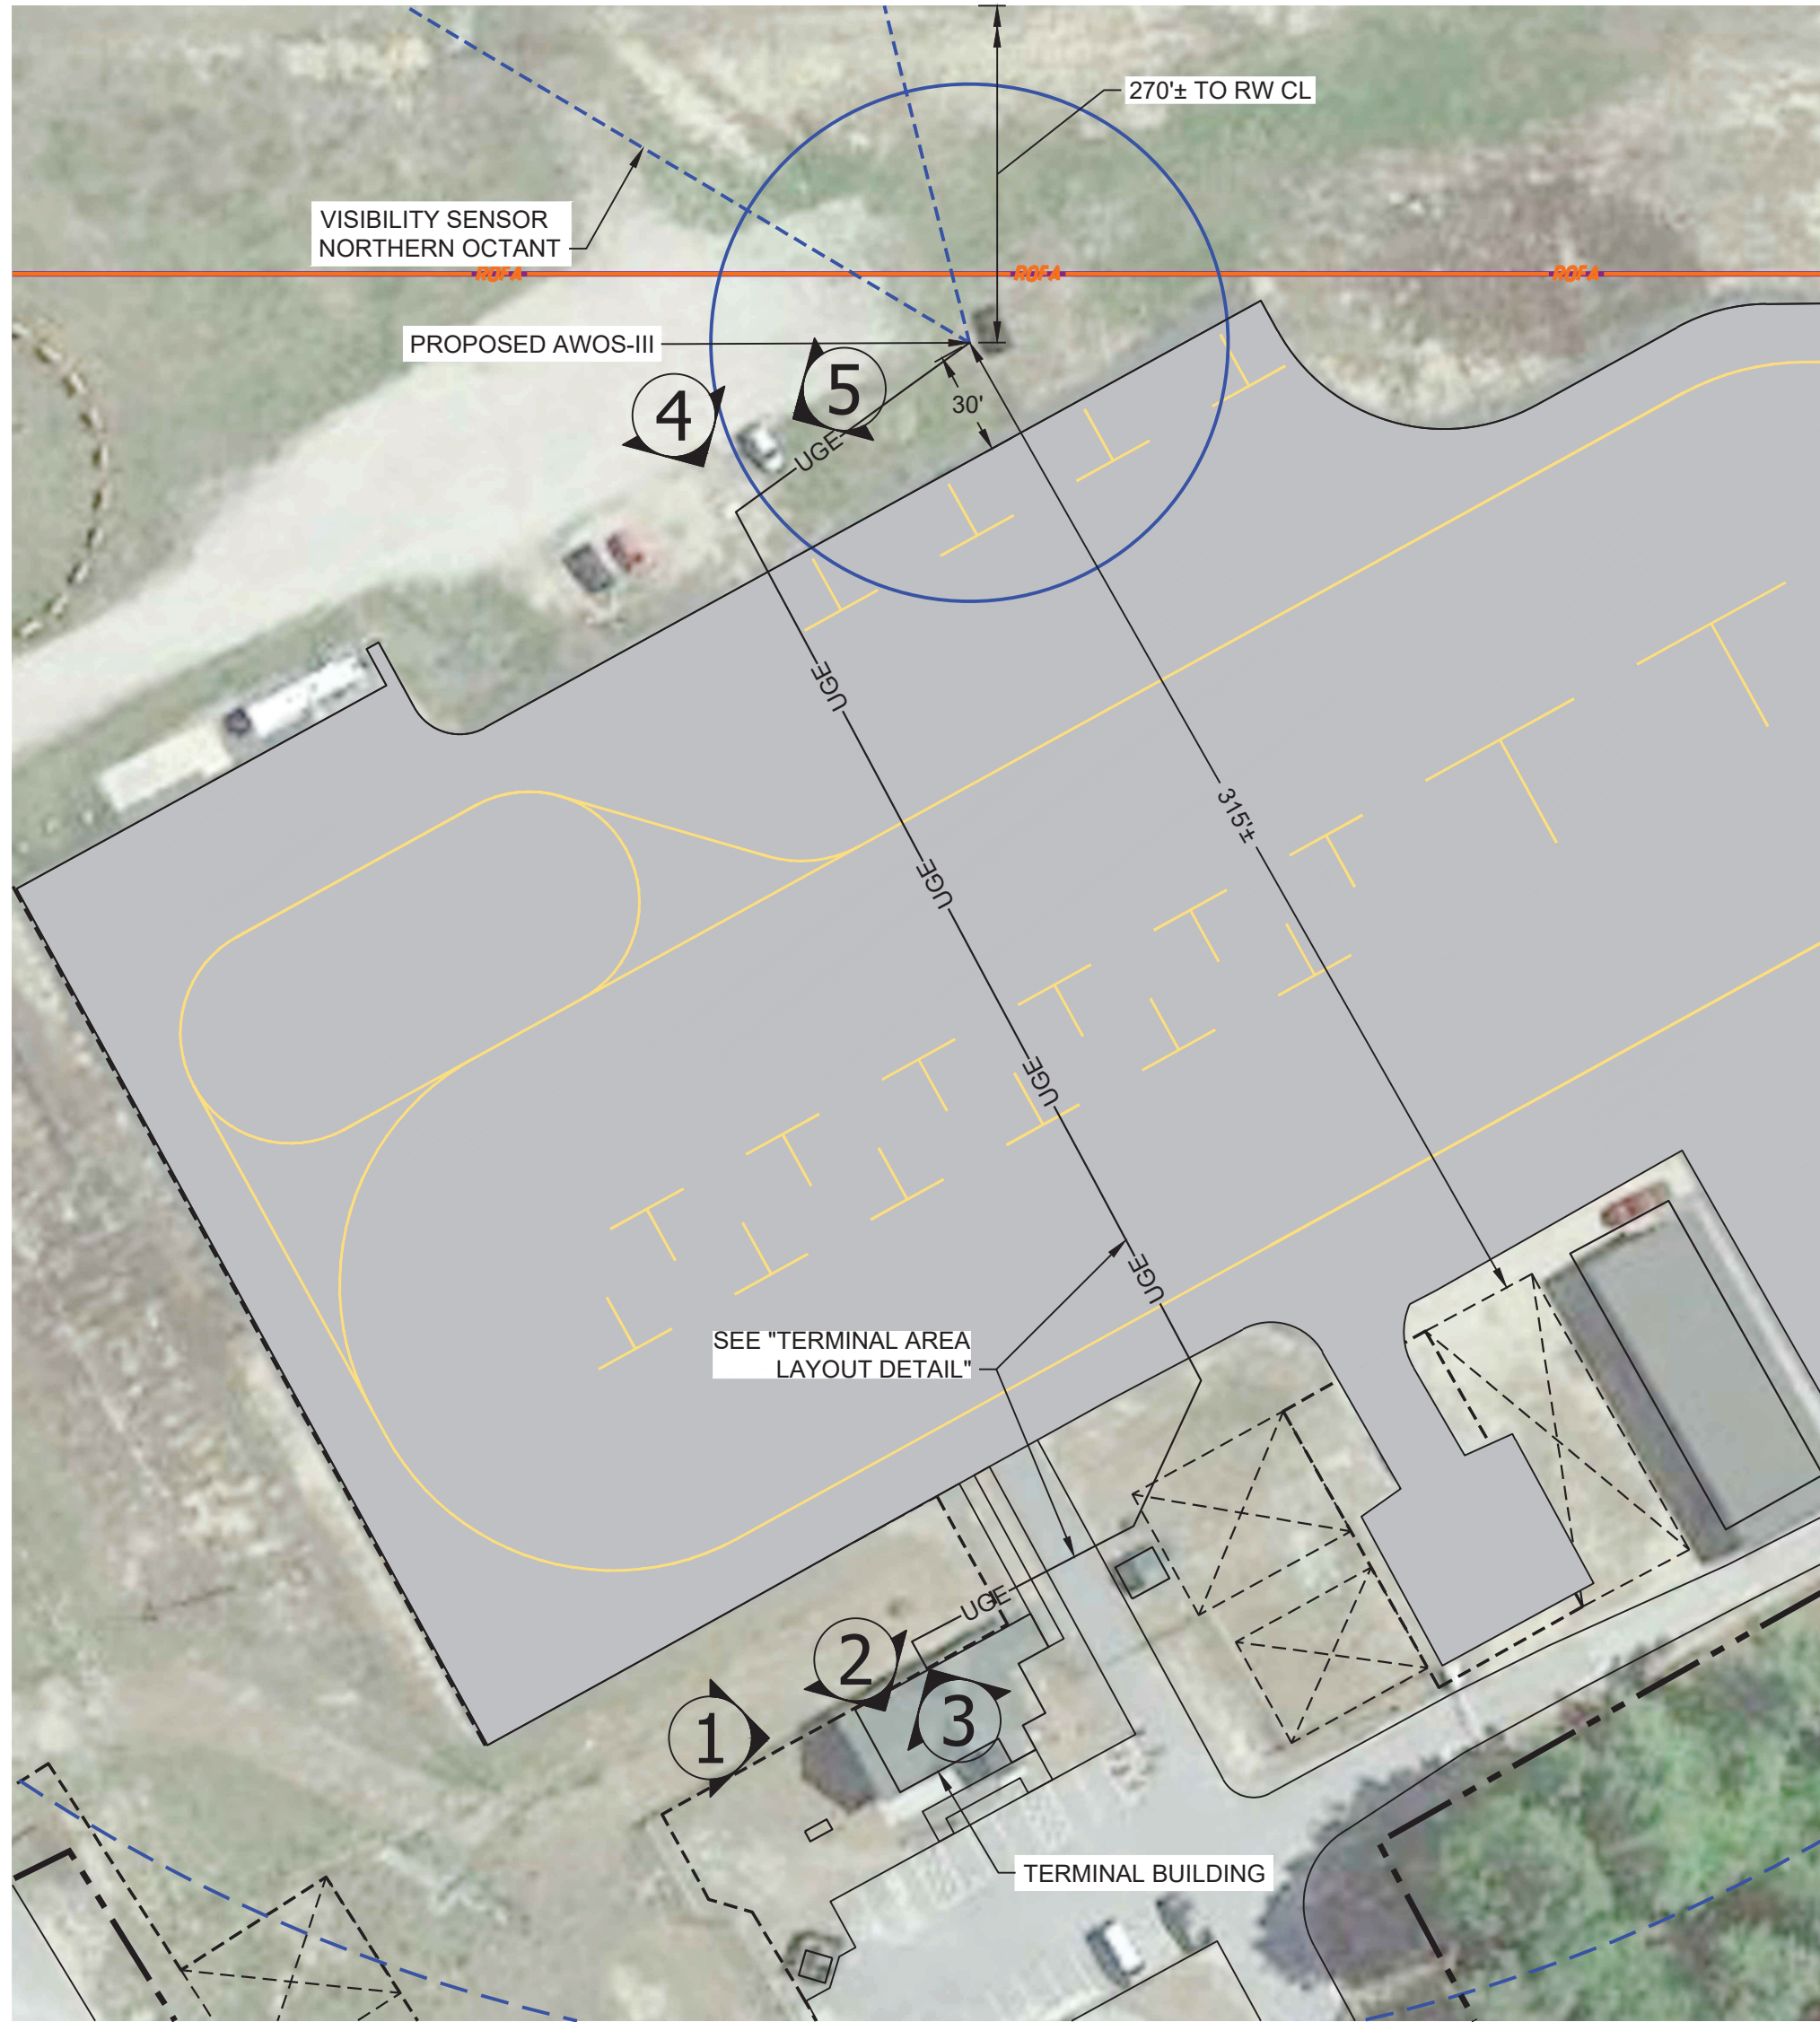 270'± TO RW CL
VISIBILITY SENSOR
NORTHERN OCTANT
ROFA
ROFA
ROFA
PROPOSED AWOS-III
5
4
30'
UGE
UGE
315'±
UGE
UGE
UGE
SEE "TERMINAL AREA
LAYOUT DETAIL"
UGE
2
1
3
TERMINAL BUILDING